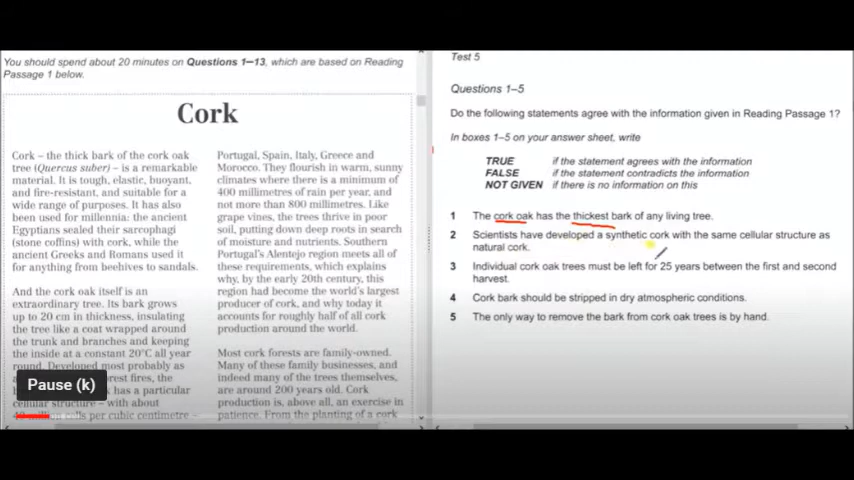 You should spend about 20 minutes on Questions 1–13, which are based on Reading
Passage 1 below.
Cork
Cork – the thick bark of the cork oak
tree (Quercus suber) – is a remarkable
material. It is tough, elastic, buoyant,
and fire-resistant, and suitable for a
wide range of purposes. It has also
been used for millennia: the ancient
Egyptians sealed their sarcophagi
(stone coffins) with cork, while the
ancient Greeks and Romans used it
for anything from beehives to sandals.
And the cork oak itself is an
extraordinary tree. Its bark grows
up to 20 cm in thickness, insulating
the tree like a coat wrapped around
the trunk and branches and keeping
the inside at a constant 20°C all year
round. Developed most probably as
forest fires, the
has a particular
cellular structure – with about
million cells per cubic centimetre –
Portugal, Spain, Italy, Greece and
Morocco. They flourish in warm, sunny
climates where there is a minimum of
400 millimetres of rain per year, and
not more than 800 millimetres. Like
grape vines, the trees thrive in poor
soil, putting down deep roots in search
of moisture and nutrients. Southern
Portugal's Alentejo region meets all of
these requirements, which explains
why, by the early 20th century, this
region had become the world's largest
producer of cork, and why today it
accounts for roughly half of all cork
production around the world.
Most cork forests are family-owned.
Many of these family businesses, and
indeed many of the trees themselves,
are around 200 years old. Cork
production is, above all, an exercise in
patience. From the planting of a cork
Pause (k)
Test 5
Questions 1–5
Do the following statements agree with the information given in Reading Passage 1?
In boxes 1–5 on your answer sheet, write
TRUE if the statement agrees with the information
FALSE if the statement contradicts the information
NOT GIVEN if there is no information on this
1 The cork oak has the thickest bark of any living tree.
2 Scientists have developed a synthetic cork with the same cellular structure as
natural cork.
3 Individual cork oak trees must be left for 25 years between the first and second
harvest.
4 Cork bark should be stripped in dry atmospheric conditions.
5 The only way to remove the bark from cork oak trees is by hand.